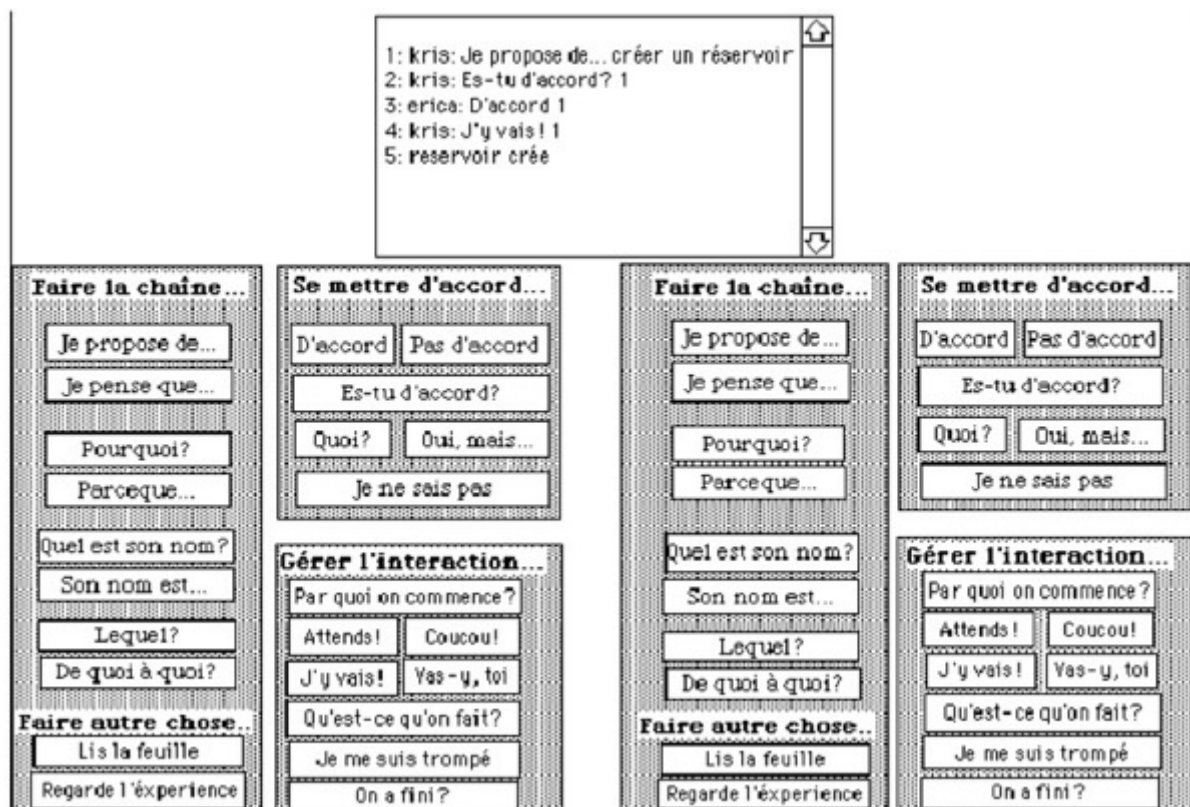 1: kris: Je propose de... créer un réservoir
2: kris: Es-tu d'accord? 1
3: erica: D'accord 1
4: kris: J'y vais! 1
5: reservoir crée
Faire la chaîne...
Je propose de...
Je pense que...
Pourquoi?
Parceque...
Quel est son nom?
Son nom est...
Lequel?
De quoi à quoi?
Faire autre chose..
Lis la feuille
Regarde l'éxperience
Se mettre d'accord...
D'accord Pas d'accord
Es-tu d'accord?
Quoi? Oui, mais...
Je ne sais pas
Gérer l'interaction...
Par quoi on commence?
Attends! Coucou!
J'y vais! Vas-y, toi
Qu'est-ce qu'on fait?
Je me suis trompé
On a fini?
Faire la chaîne...
Je propose de...
Je pense que...
Pourquoi?
Parceque...
Quel est son nom?
Son nom est...
Lequel?
De quoi à quoi?
Faire autre chose..
Lis la feuille
Regarde l'éxperience
Se mettre d'accord...
D'accord Pas d'accord
Es-tu d'accord?
Quoi? Oui, mais...
Je ne sais pas
Gérer l'interaction...
Par quoi on commence?
Attends! Coucou!
J'y vais! Vas-y, toi
Qu'est-ce qu'on fait?
Je me suis trompé
On a fini?